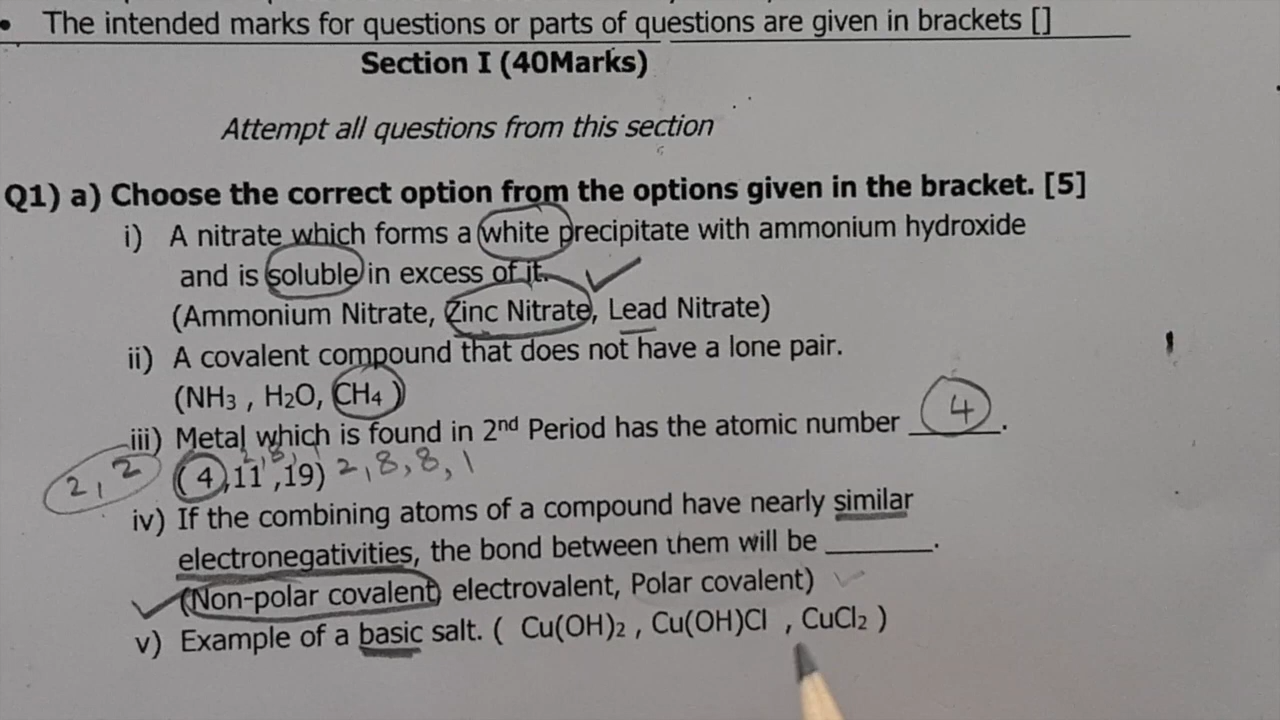 • The intended marks for questions or parts of questions are given in brackets []
Section I (40Marks)
Attempt all questions from this section
Q1) a) Choose the correct option from the options given in the bracket. [5]
i) A nitrate which forms a white precipitate with ammonium hydroxide
and is soluble in excess of it.
(Ammonium Nitrate, Zinc Nitrate, Lead Nitrate)
ii) A covalent compound that does not have a lone pair.
(NH3 , H2O, CH4 )
iii) Metal which is found in 2nd Period has the atomic number ______. 4
2,8,1
2,2 (4,11,19) 2,8,8,1
iv) If the combining atoms of a compound have nearly similar
electronegativities, the bond between them will be _______.
(Non-polar covalent, electrovalent, Polar covalent)
v) Example of a basic salt. ( Cu(OH)2 , Cu(OH)Cl , CuCl2 )